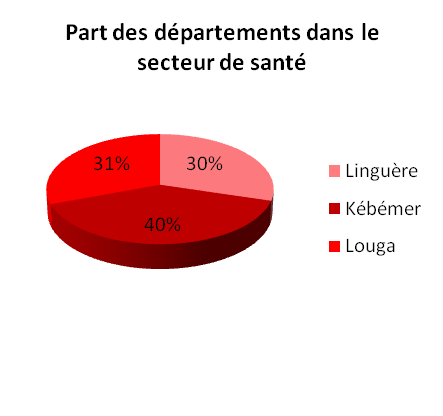 Part des départements dans le
secteur de santé
31%
30%
40%
Linguère
Kébémer
Louga